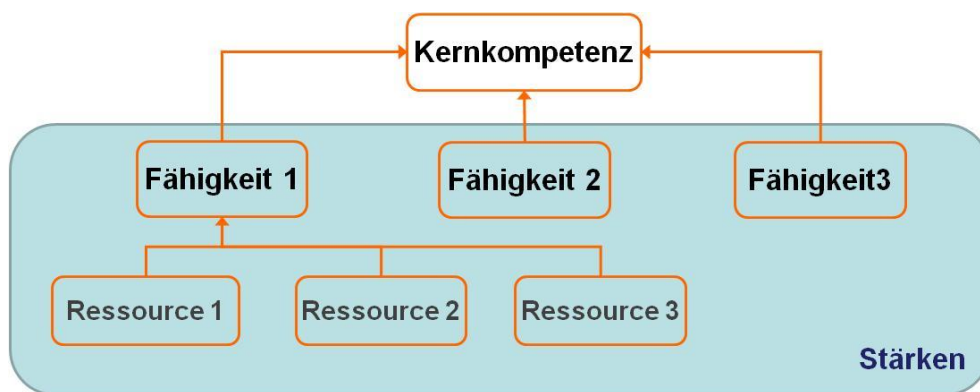 Kernkompetenz
Fähigkeit 1
Fähigkeit 2
Fähigkeit3
Ressource 1
Ressource 2
Ressource 3
Stärken